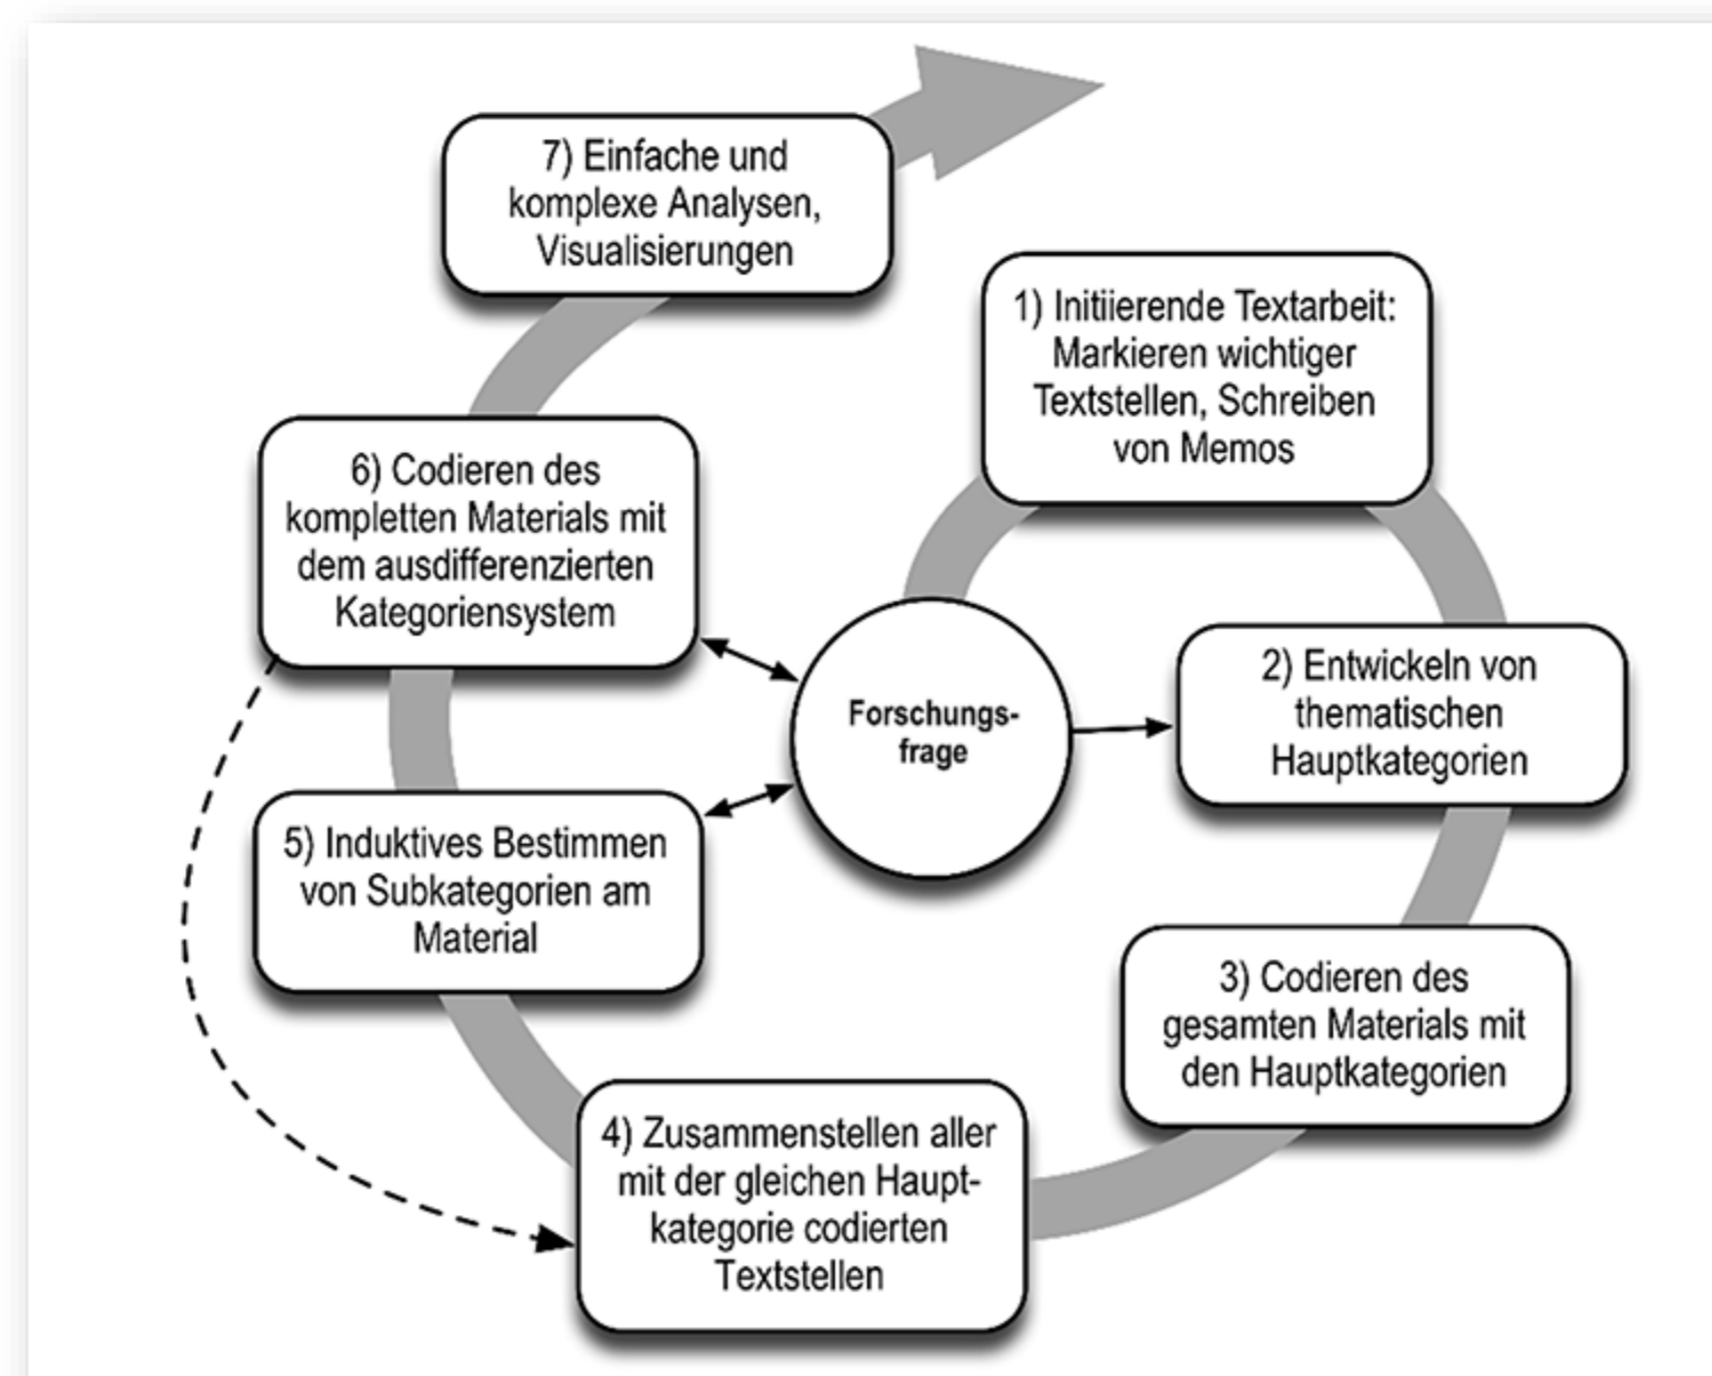 7) Einfache und
komplexe Analysen,
Visualisierungen
1) Initiierende Textarbeit:
Markieren wichtiger
Textstellen, Schreiben
von Memos
6) Codieren des
kompletten Materials mit
dem ausdifferenzierten
Kategoriensystem
Forschungs-
frage
2) Entwickeln von
thematischen
Hauptkategorien
5) Induktives Bestimmen
von Subkategorien am
Material
3) Codieren des
gesamten Materials mit
den Hauptkategorien
4) Zusammenstellen aller
mit der gleichen Haupt-
kategorie codierten
Textstellen